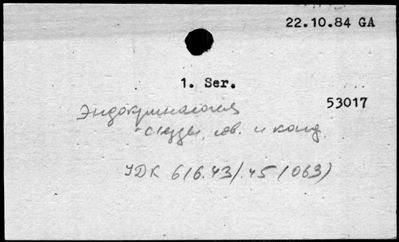 22.10.84 GA
1. Ser.
53017
Эндокринология
съезды, сов. и конф.
УДК 616.43/.45 (063)